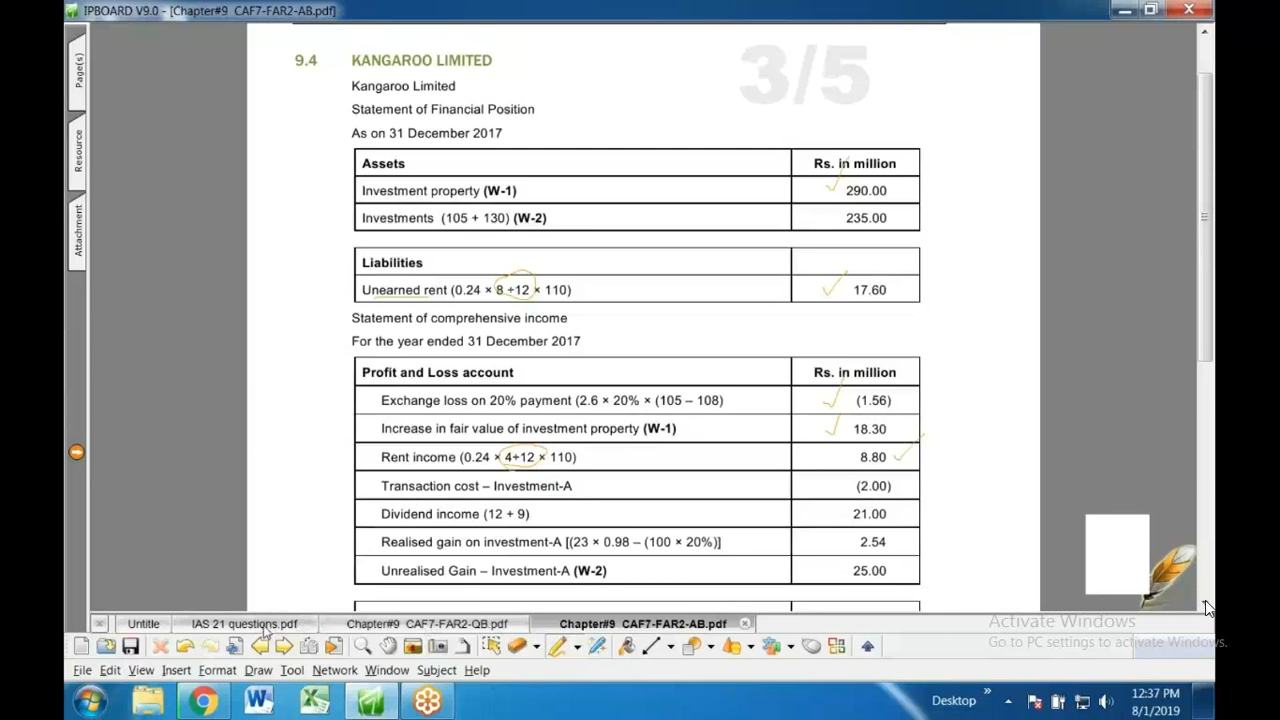 IPBOARD V9.0 - [Chapter#9 CAF7-FAR2-AB.pdf]
Page(s)
Resource
Attachment
3/5
9.4 KANGAROO LIMITED
Kangaroo Limited
Statement of Financial Position
As on 31 December 2017
Assets Rs. in million
Investment property (W-1) 290.00
Investments (105 + 130) (W-2) 235.00
Liabilities
Unearned rent (0.24 × 8 ÷12 × 110) 17.60
Statement of comprehensive income
For the year ended 31 December 2017
Profit and Loss account Rs. in million
Exchange loss on 20% payment (2.6 × 20% × (105 – 108) (1.56)
Increase in fair value of investment property (W-1) 18.30
Rent income (0.24 × 4÷12 × 110) 8.80
Transaction cost – Investment-A (2.00)
Dividend income (12 + 9) 21.00
Realised gain on investment-A [(23 × 0.98 – (100 × 20%)] 2.54
Unrealised Gain – Investment-A (W-2) 25.00
Untitle IAS 21 questions.pdf Chapter#9 CAF7-FAR2-QB.pdf Chapter#9 CAF7-FAR2-AB.pdf
Activate Windows
Go to PC settings to activate Windows.
File Edit View Insert Format Draw Tool Network Window Subject Help
Desktop 12:37 PM
8/1/2019